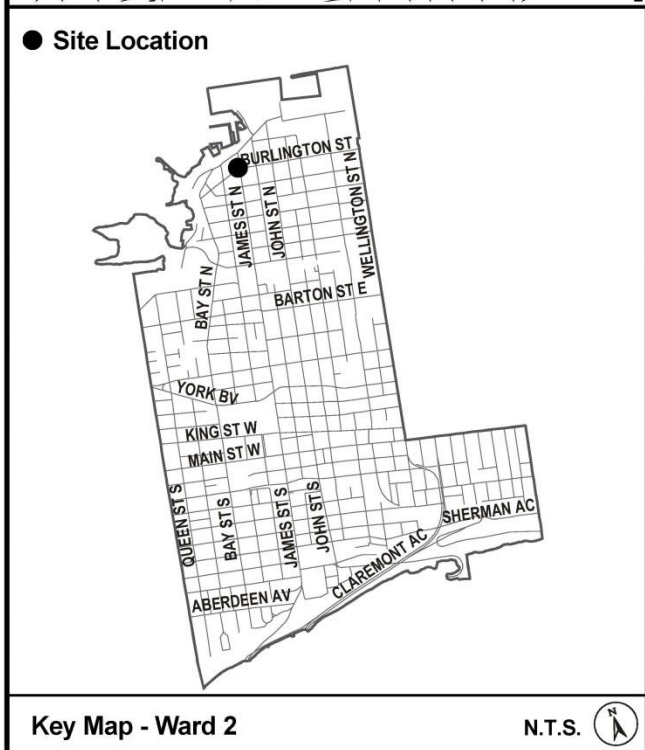 Site Location
BURLINGTON ST
JAMES ST N
JOHN ST N
WELLINGTON ST N
BAY ST N
BARTON ST E
YORK BV
KING ST W
MAIN ST W
QUEEN ST S
BAY ST S
JAMES ST S
JOHN ST S
SHERMAN AC
CLAREMONT AC
ABERDEEN AV
Key Map - Ward 2
N.T.S.
N